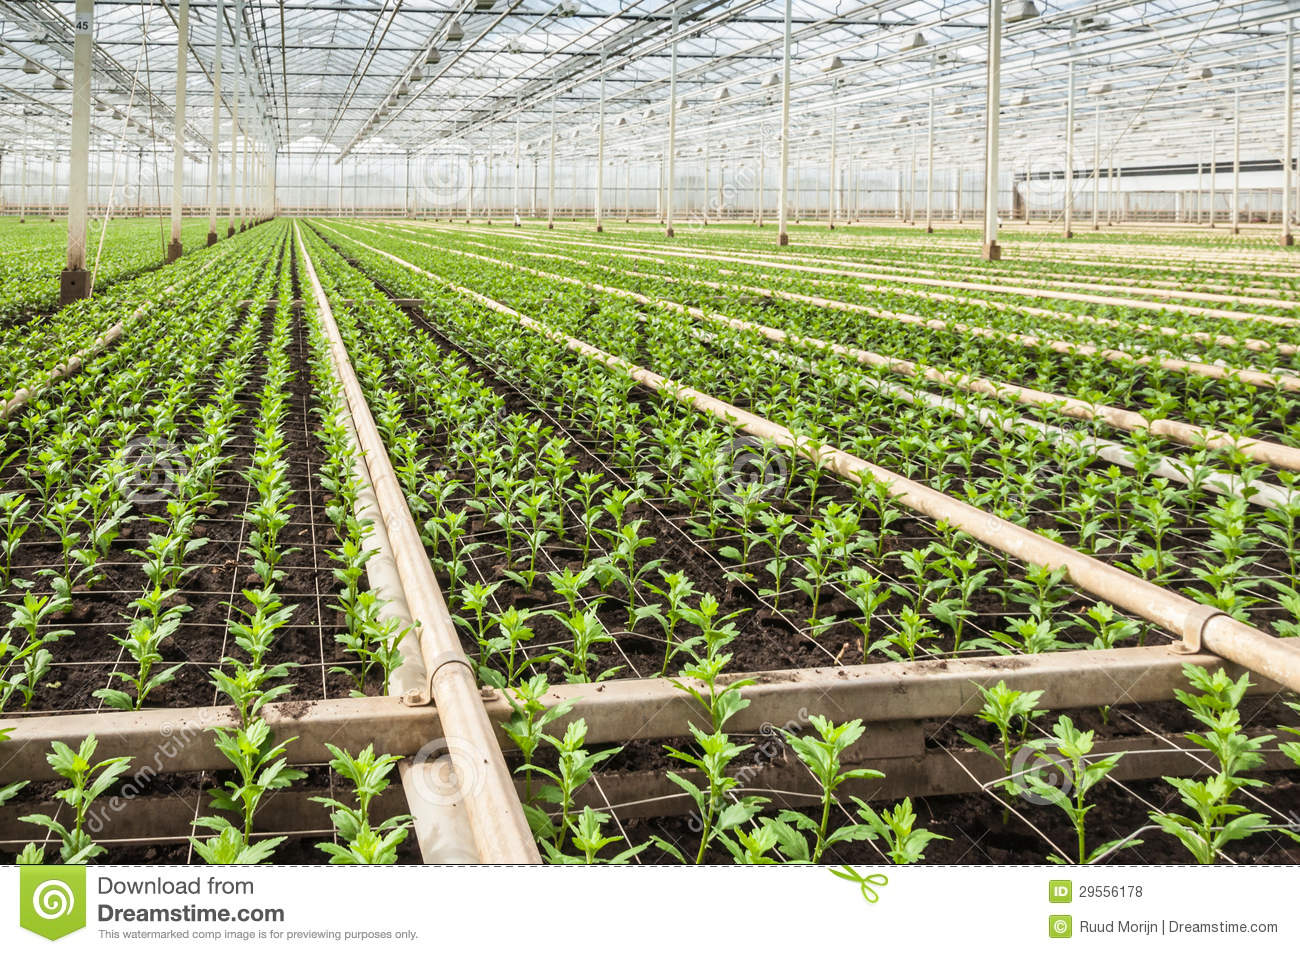 45
Download from
Dreamstime.com
This watermarked comp image is for previewing purposes only.
ID 29556178
© Ruud Morijn | Dreamstime.com